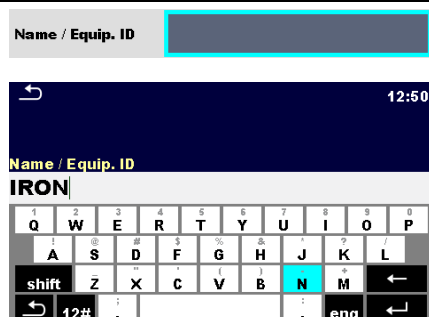 Name / Equip. ID
12:50
Name / Equip. ID
IRON
1 2 3 4 5 6 7 8 9 0
Q W E R T Y U I O P
! @ # $ % & - ? /
A S D F G H J K L
_ " ' ( ) - +
shift Z X C V B N M
; :
12# , . eng